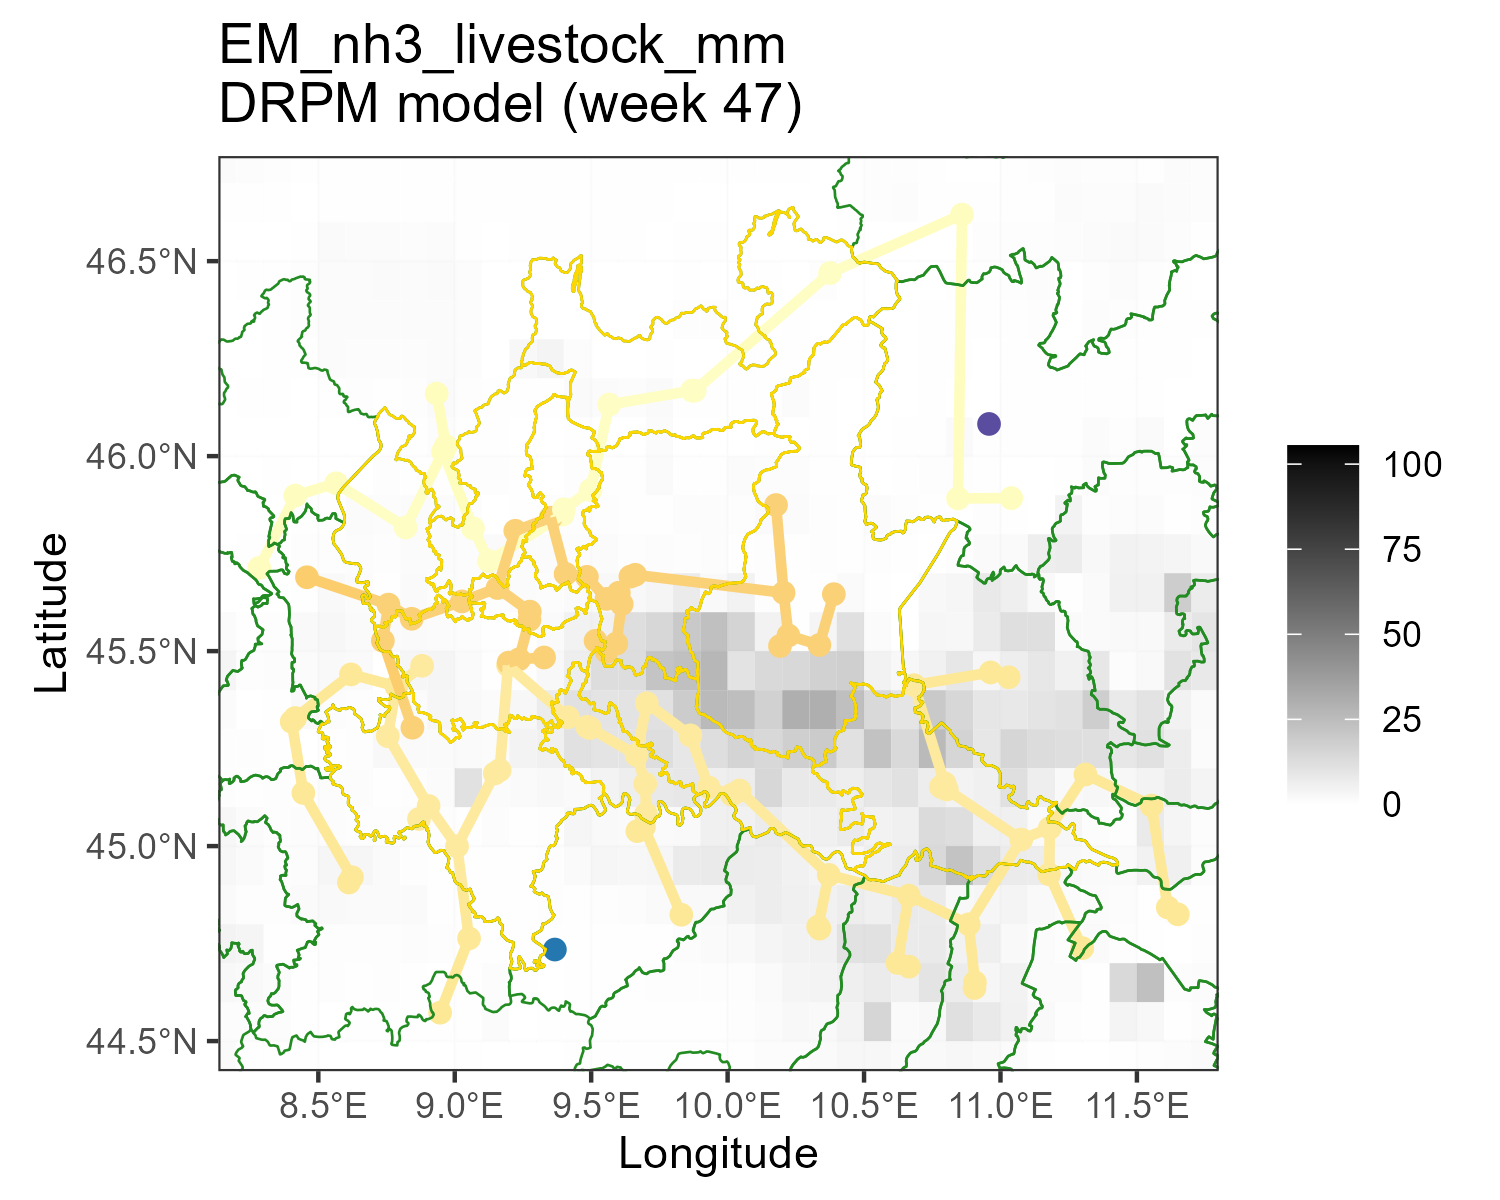 EM_nh3_livestock_mm
DRPM model (week 47)
46.5°N
46.0°N
45.5°N
45.0°N
44.5°N
Latitude
8.5°E
9.0°E
9.5°E
10.0°E
10.5°E
11.0°E
11.5°E
Longitude
100
75
50
25
0